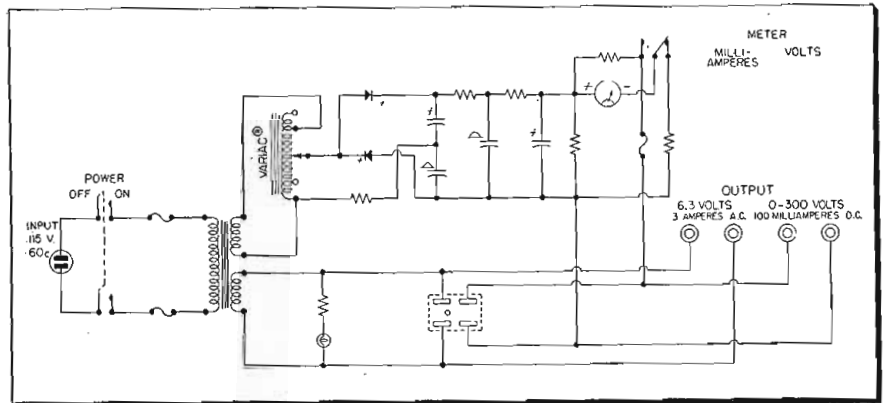 METER
MILLI-
AMPERES
VOLTS
VARIAC®
POWER
OFF ON
INPUT
.115 V.
.60c
OUTPUT
6.3 VOLTS
3 AMPERES A.C.
0-300 VOLTS
100 MILLIAMPERES D.C.